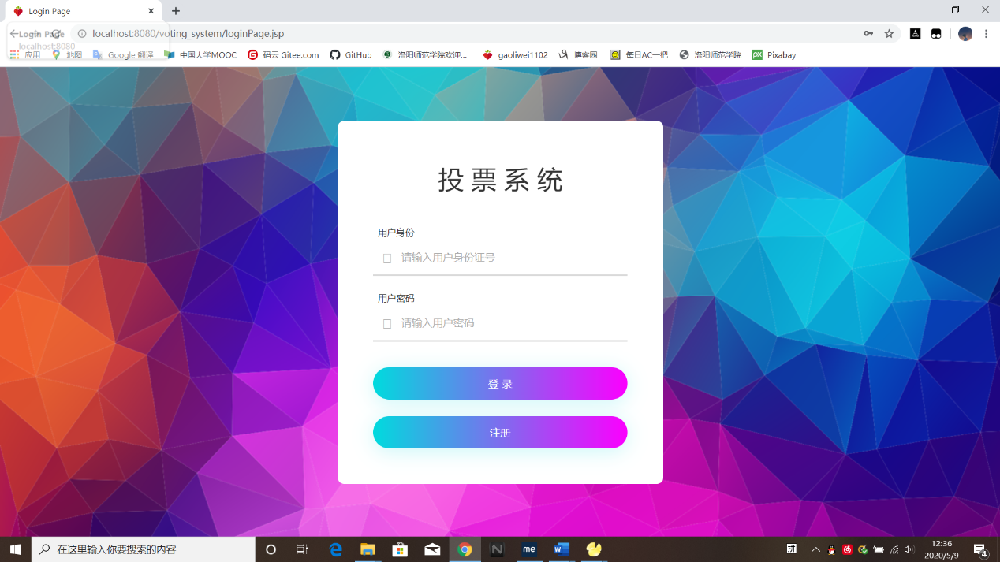 Login Page
localhost:8080/voting_system/loginPage.jsp
Login Page
localhost:8080
应用
地图
Google 翻译
中国大学MOOC
码云 Gitee.com
GitHub
洛阳师范学院欢迎...
gaoliwei1102
博客园
每日AC一把
洛阳师范学院
Pixabay
投票系统
用户身份
请输入用户身份证号
用户密码
请输入用户密码
登 录
注册
在这里输入你要搜索的内容
me
12:36
2020/5/9
4